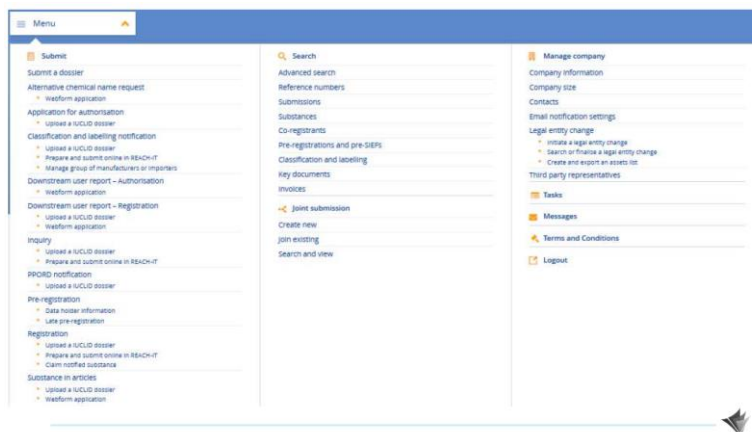 Menu
Submit
Submit a dossier
Alternative chemical name request
Webform application
Application for authorisation
Upload a IUCLID dossier
Classification and labelling notification
Upload a IUCLID dossier
Prepare and submit online in REACH-IT
Manage group of manufacturers or importers
Downstream user report – Authorisation
Webform application
Downstream user report – Registration
Upload a IUCLID dossier
Webform application
Inquiry
Upload a IUCLID dossier
Prepare and submit online in REACH-IT
PPORD notification
Upload a IUCLID dossier
Pre-registration
Data holder information
Late pre-registration
Registration
Upload a IUCLID dossier
Prepare and submit online in REACH-IT
Claim notified substance
Substance in articles
Upload a IUCLID dossier
Webform application
Search
Advanced search
Reference numbers
Submissions
Substances
Co-registrants
Pre-registrations and pre-SIEFs
Classification and labelling
Key documents
Invoices
Joint submission
Create new
Join existing
Search and view
Manage company
Company information
Company size
Contacts
Email notification settings
Legal entity change
Initiate a legal entity change
Search or finalise a legal entity change
Create and export an assets list
Third party representatives
Tasks
Messages
Terms and Conditions
Logout